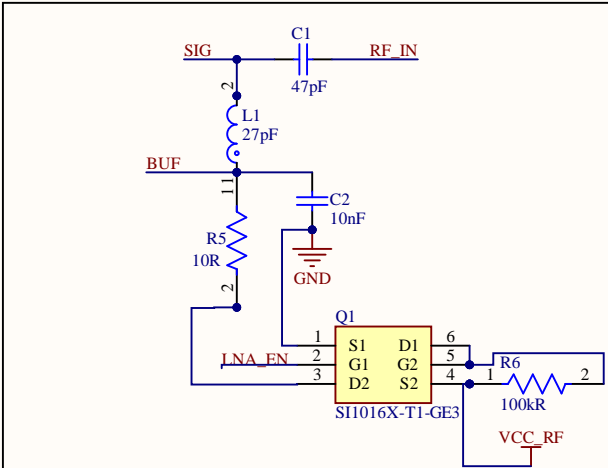 C1
SIG
RF_IN
47pF
2
L1
27pF
BUF
1
1
C2
10nF
R5
10R
GND
2
Q1
1
S1
D1
6
LNA_EN
2
G1
G2
5
R6
3
D2
S2
4
1
2
SI1016X-T1-GE3
100kR
VCC_RF